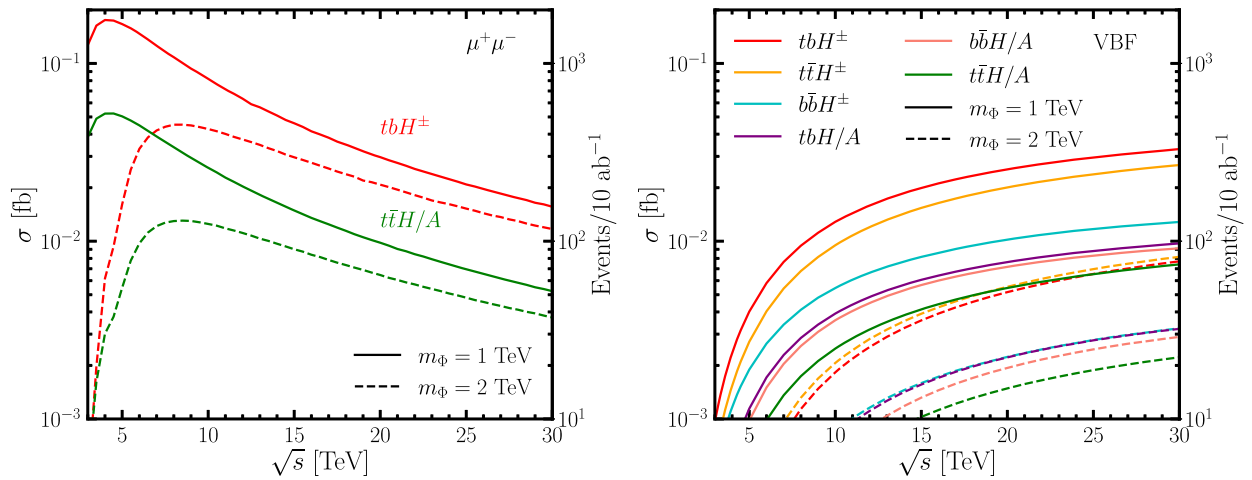 μ⁺μ⁻
tbH±
tt̄H/A
m_Φ = 1 TeV
m_Φ = 2 TeV
10⁻¹
10⁻²
10⁻³
σ [fb]
10³
10²
10¹
Events/10 ab⁻¹
5 10 15 20 25 30
√s [TeV]
tbH± bb̄H/A VBF
tt̄H± tt̄H/A
bb̄H± m_Φ = 1 TeV
tbH/A m_Φ = 2 TeV
10⁻¹
10⁻²
10⁻³
σ [fb]
10³
10²
10¹
Events/10 ab⁻¹
5 10 15 20 25 30
√s [TeV]